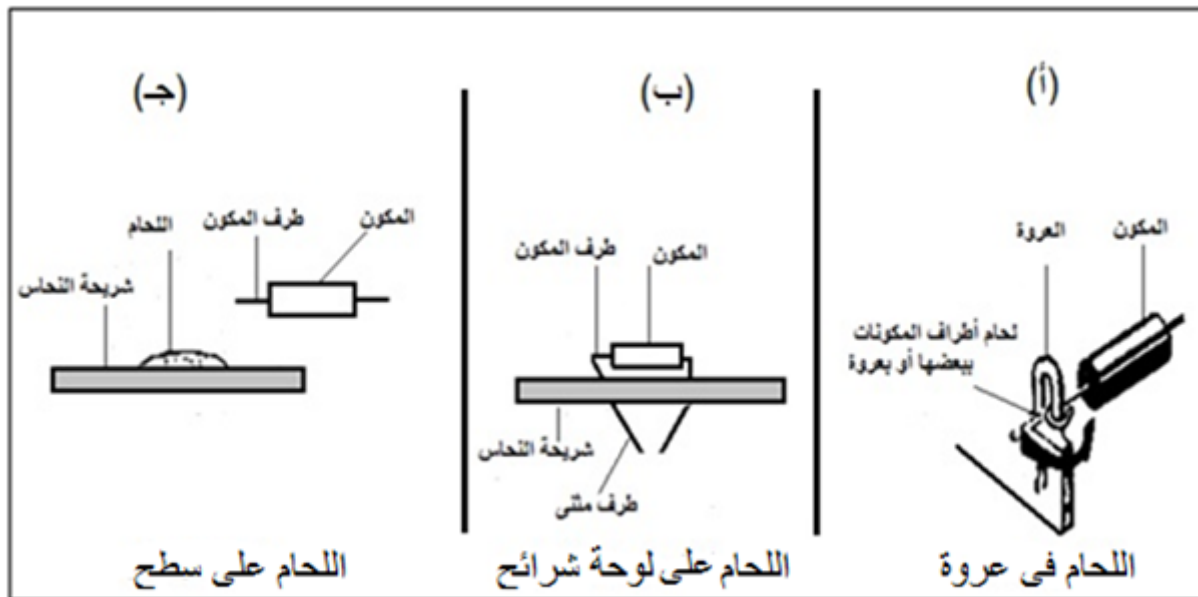 (أ)
المكون
العروة
لحام أطراف المكونات
ببعضها أو بعروة
اللحام فى عروة
(ب)
المكون
طرف المكون
شريحة النحاس
طرف مثنى
اللحام على لوحة شرائح
(جـ)
المكون
طرف المكون
اللحام
شريحة النحاس
اللحام على سطح